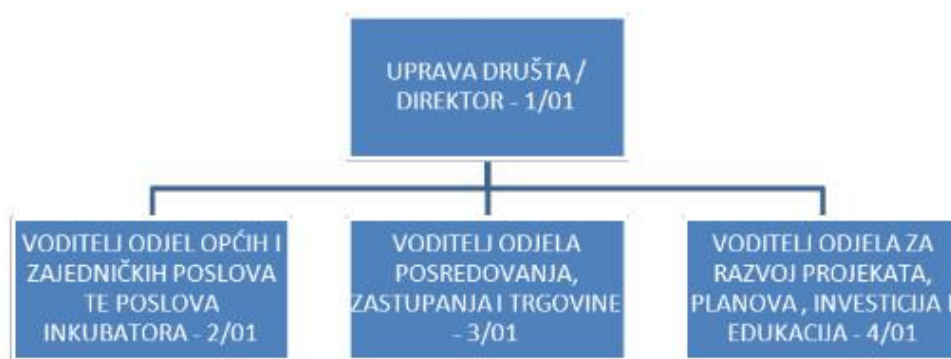 UPRAVA DRUŠTA /
DIREKTOR - 1/01
VODITELJ ODJEL OPĆIH I
ZAJEDNIČKIH POSLOVA
TE POSLOVA
INKUBATORA - 2/01
VODITELJ ODJELA
POSREDOVANJA,
ZASTUPANJA I TRGOVINE
- 3/01
VODITELJ ODJELA ZA
RAZVOJ PROJEKATA,
PLANOVA , INVESTICIJA I
EDUKACIJA - 4/01